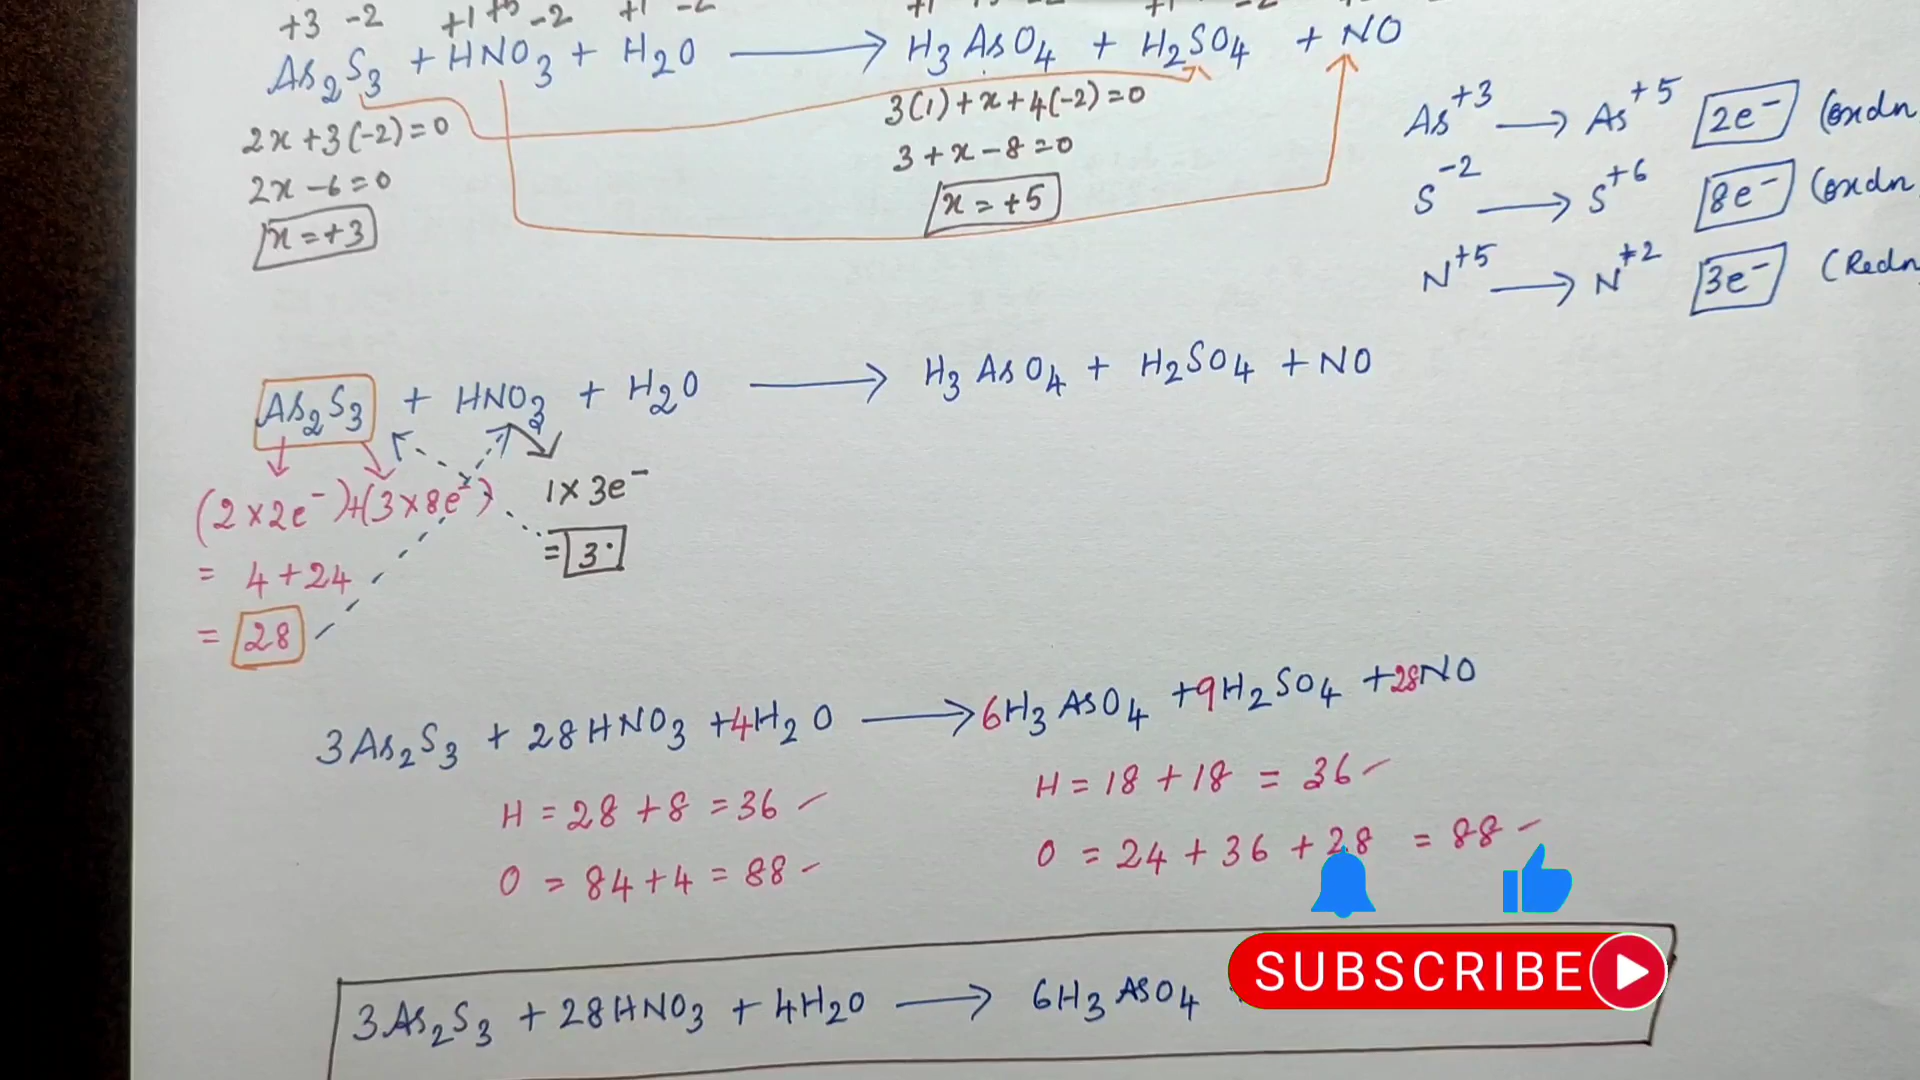 +3 -2 +1 +5 -2 +1 -2
As2S3 + HNO3 + H2O ⟶ H3AsO4 + H2SO4 + NO
2x+3(-2)=0
2x-6=0
x=+3
3(1)+x+4(-2)=0
3+x-8=0
x=+5
As+3 ⟶ As+5 2e- (oxdn
S-2 ⟶ S+6 8e- (oxdn
N+5 ⟶ N+2 3e- (Redn
As2S3 + HNO3 + H2O ⟶ H3AsO4 + H2SO4 + NO
(2×2e-)+(3×8e-)
= 4+24
= 28
1×3e-
= 3
3As2S3 + 28HNO3 +4H2O ⟶ 6H3AsO4 +9H2SO4 +28NO
H = 28+8 =36
O = 84+4 = 88
H = 18+18 = 36
O = 24+36+28 = 88
SUBSCRIBE
3As2S3 + 28HNO3 + 4H2O ⟶ 6H3AsO4